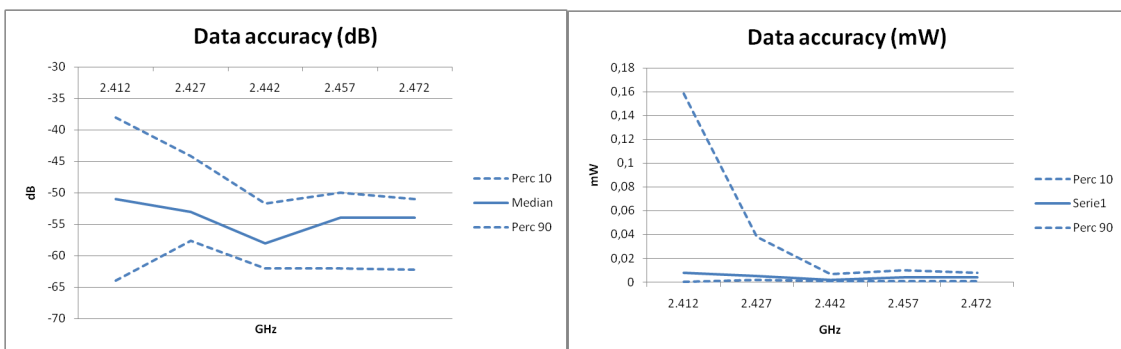 Data accuracy (dB)
-30
-35
-40
-45
-50
-55
-60
-65
-70
dB
2.412 2.427 2.442 2.457 2.472
GHz
Perc 10
Median
Perc 90
Data accuracy (mW)
0,18
0,16
0,14
0,12
0,1
0,08
0,06
0,04
0,02
0
mW
2.412 2.427 2.442 2.457 2.472
GHz
Perc 10
Serie1
Perc 90